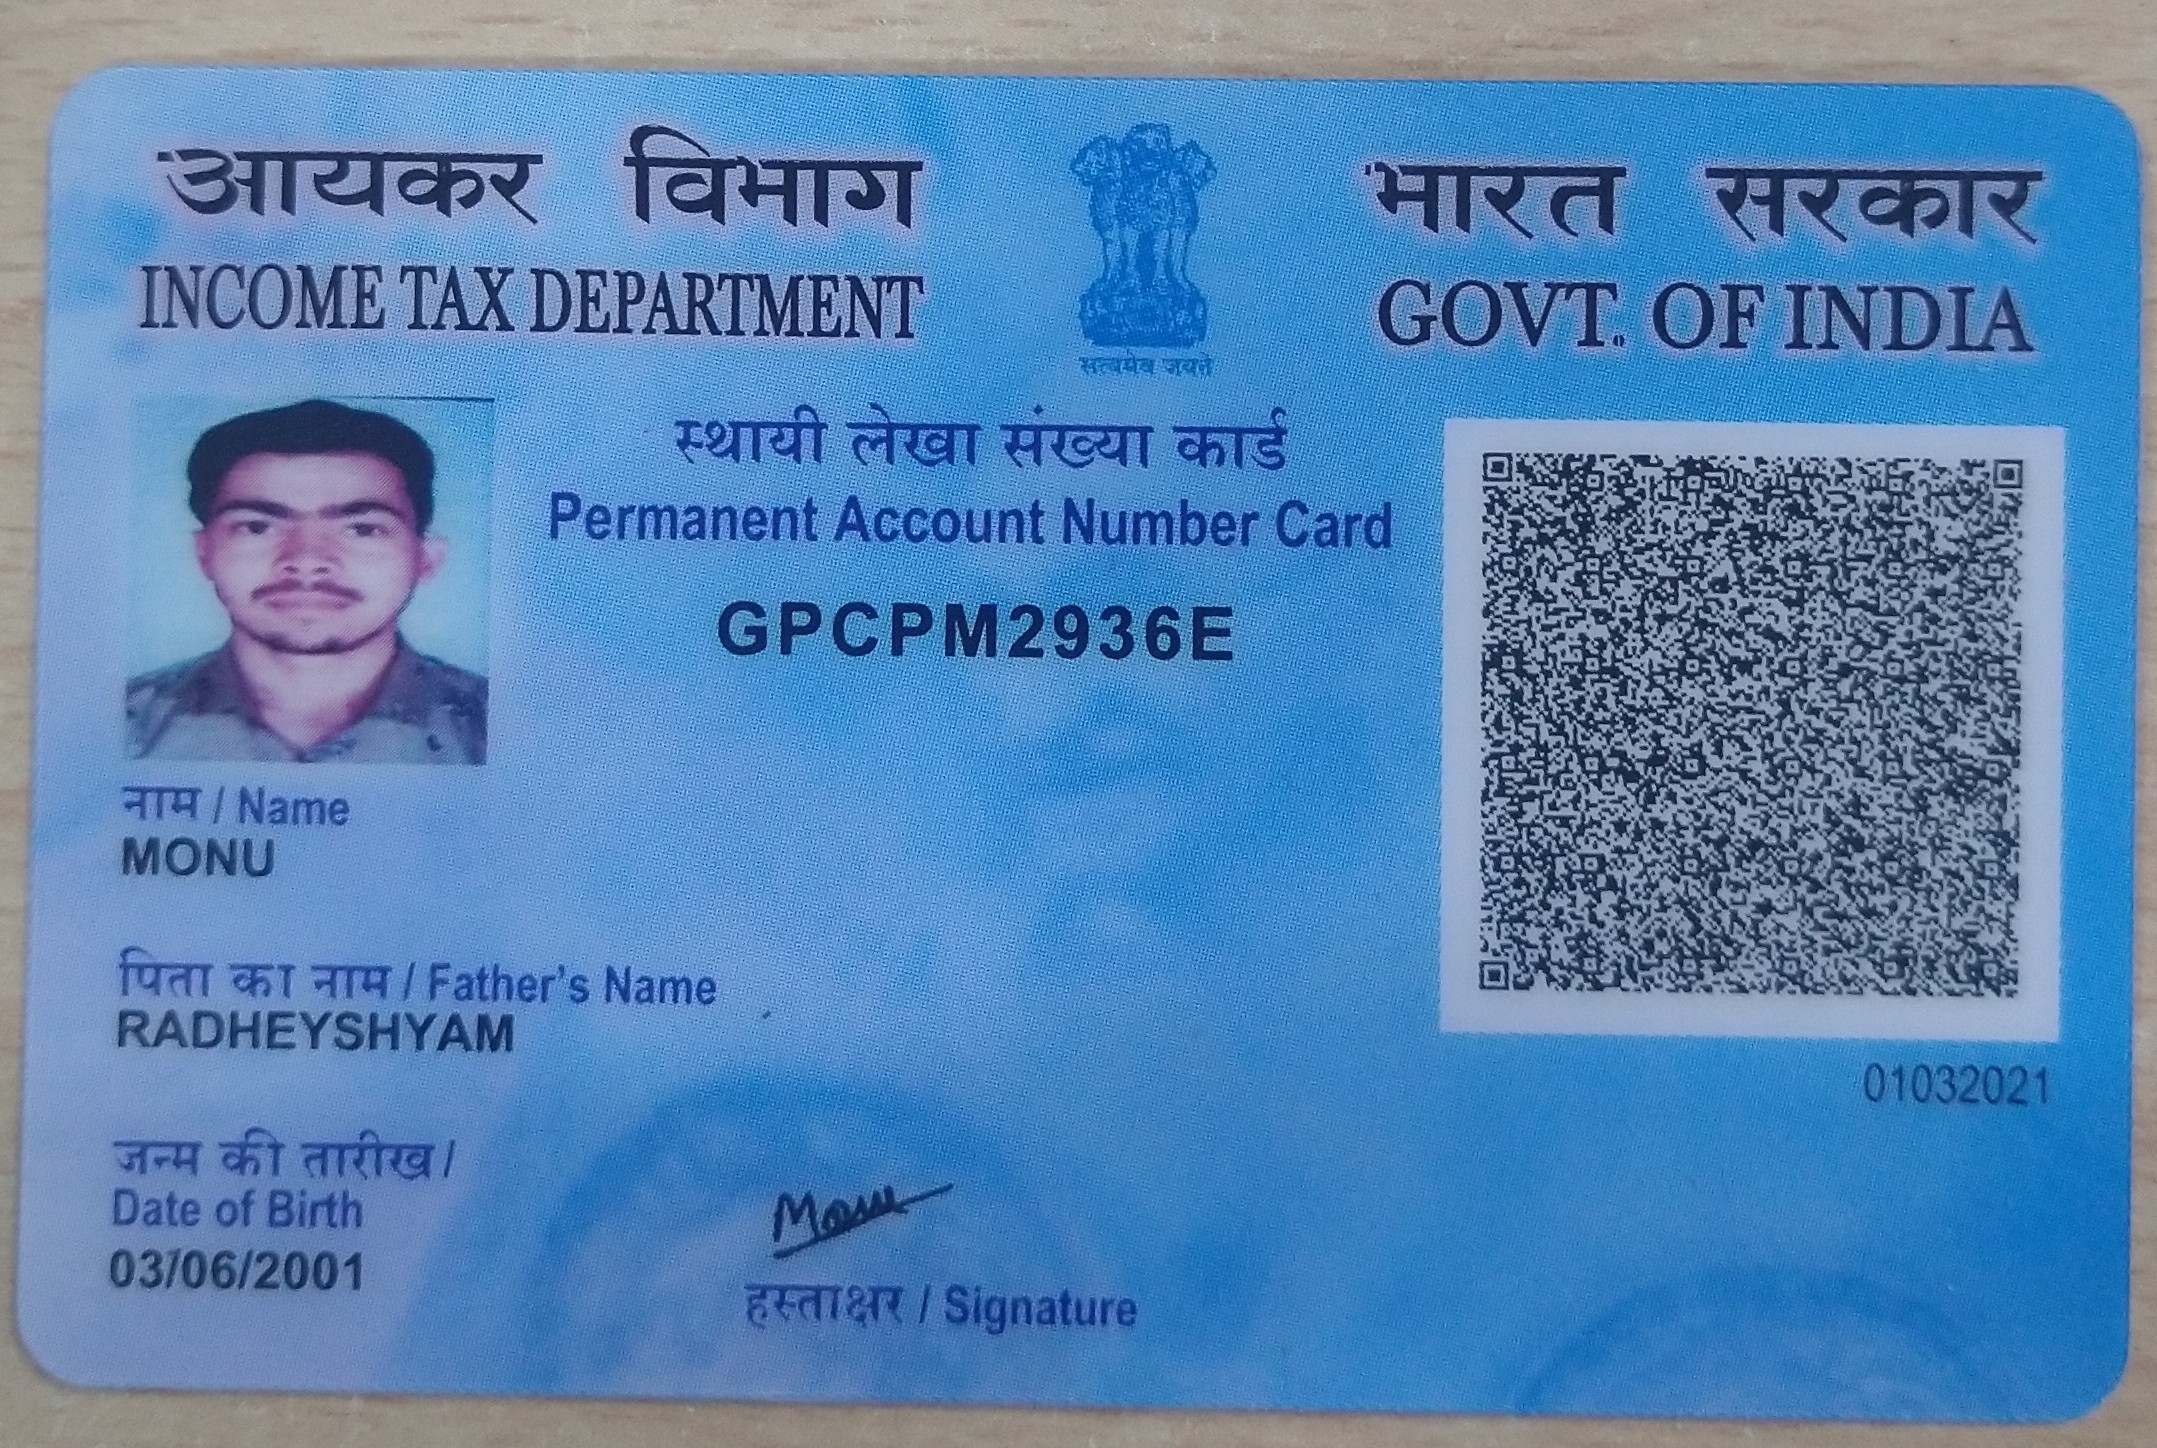 आयकर विभाग
INCOME TAX DEPARTMENT
सत्यमेव जयते
भारत सरकार
GOVT. OF INDIA
स्थायी लेखा संख्या कार्ड
Permanent Account Number Card
GPCPM2936E
नाम / Name
MONU
पिता का नाम / Father's Name
RADHEYSHYAM
जन्म की तारीख /
Date of Birth
03/06/2001
Monu
हस्ताक्षर / Signature
01032021